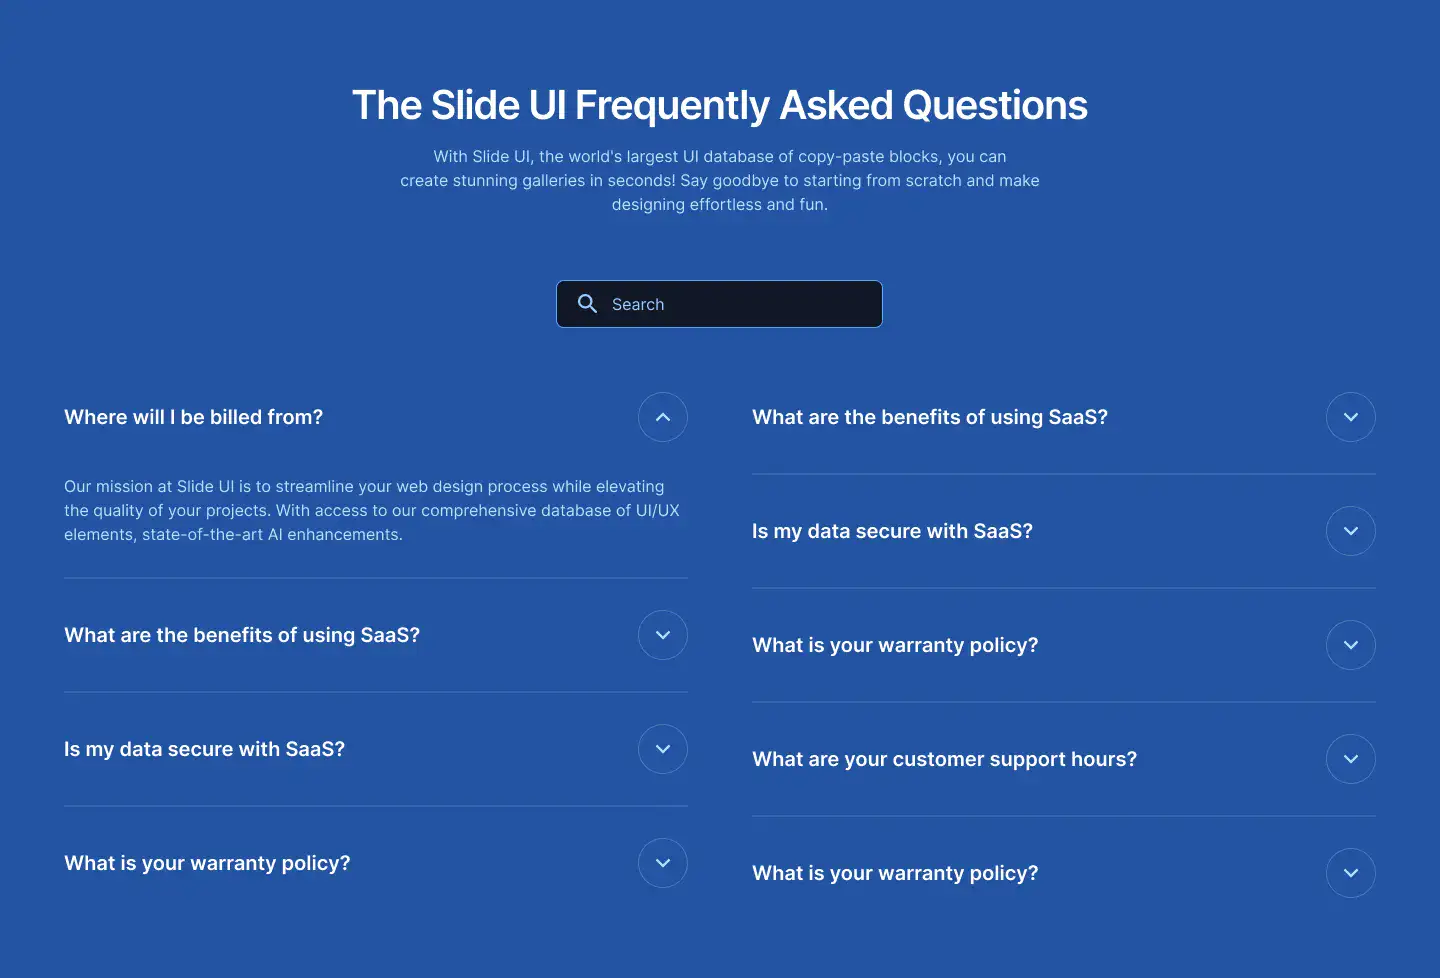 The Slide UI Frequently Asked Questions
With Slide UI, the world's largest UI database of copy-paste blocks, you can
create stunning galleries in seconds! Say goodbye to starting from scratch and make
designing effortless and fun.
Search
Where will I be billed from?
Our mission at Slide UI is to streamline your web design process while elevating
the quality of your projects. With access to our comprehensive database of UI/UX
elements, state-of-the-art AI enhancements.
What are the benefits of using SaaS?
Is my data secure with SaaS?
What is your warranty policy?
What are the benefits of using SaaS?
Is my data secure with SaaS?
What is your warranty policy?
What are your customer support hours?
What is your warranty policy?